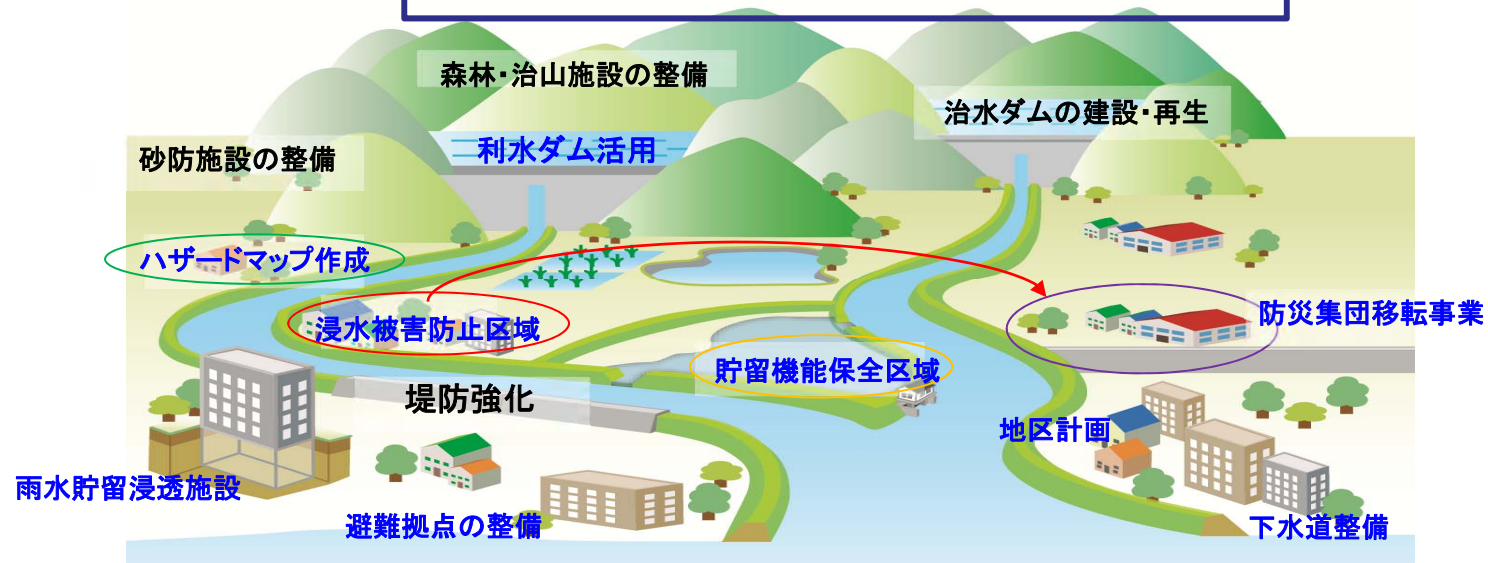 森林・治山施設の整備
治水ダムの建設・再生
利水ダム活用
砂防施設の整備
ハザードマップ作成
浸水被害防止区域
防災集団移転事業
貯留機能保全区域
堤防強化
地区計画
雨水貯留浸透施設
避難拠点の整備
下水道整備